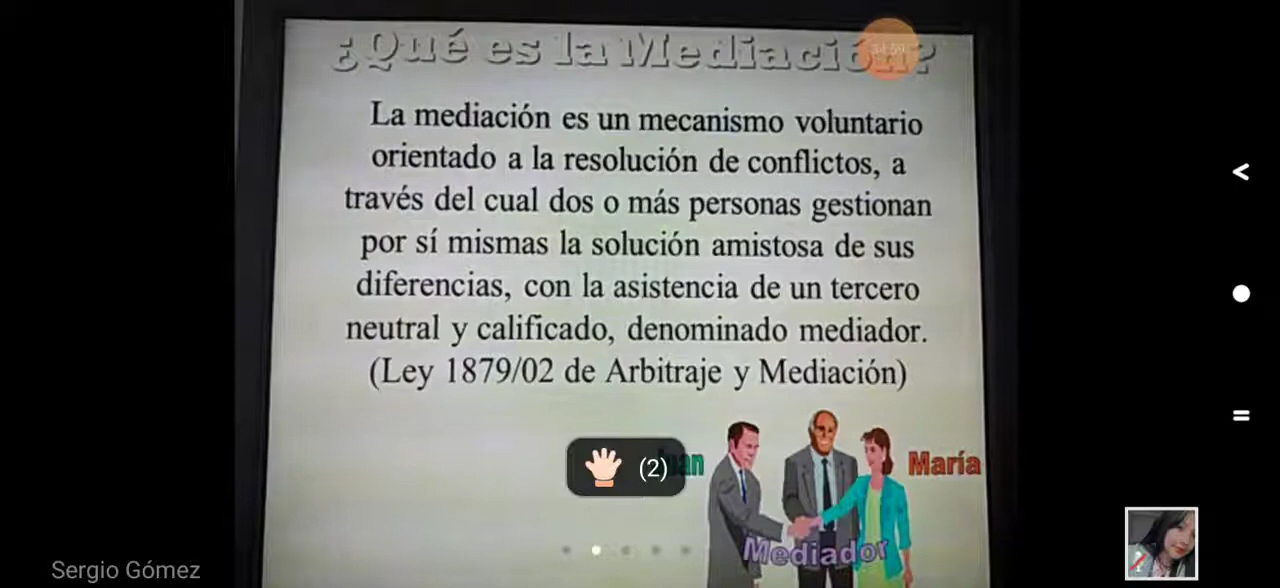 ¿Qué es la Mediación?
La mediación es un mecanismo voluntario
orientado a la resolución de conflictos, a
través del cual dos o más personas gestionan
por sí mismas la solución amistosa de sus
diferencias, con la asistencia de un tercero
neutral y calificado, denominado mediador.
(Ley 1879/02 de Arbitraje y Mediación)
(2)
María
Mediador
Sergio Gómez